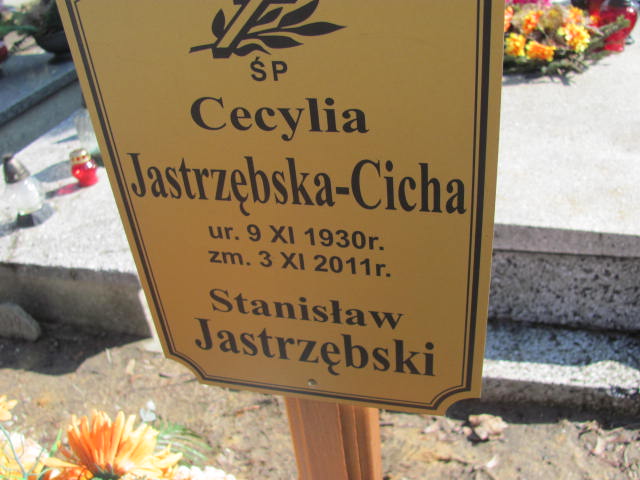 ŚP
Cecylia
Jastrzębska-Cicha
ur. 9 XI 1930r.
zm. 3 XI 2011r.
Stanisław
Jastrzębski